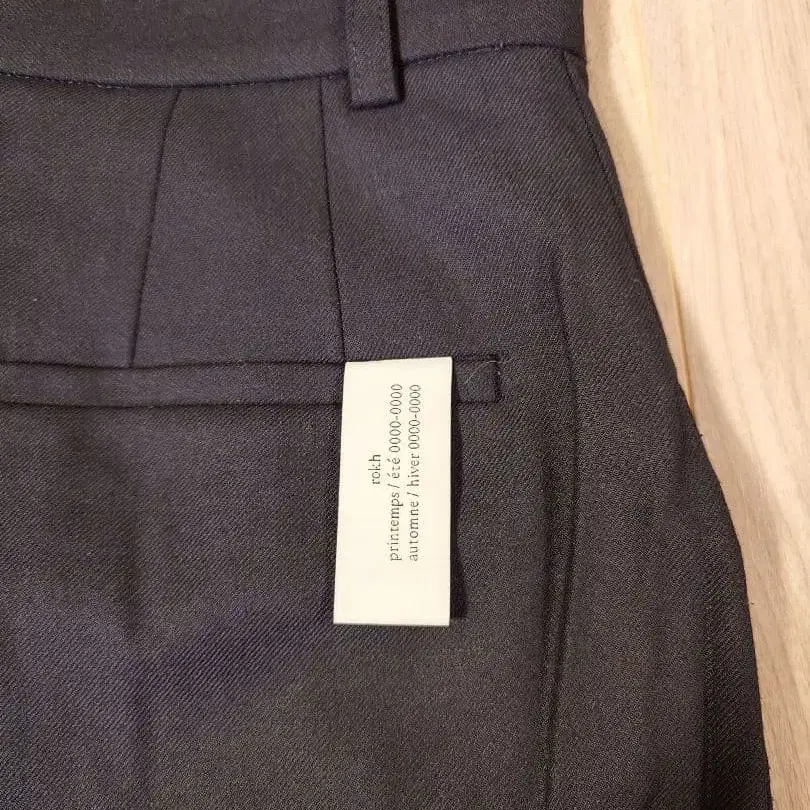 rokh
printemps / été 0000-0000
automne / hiver 0000-0000